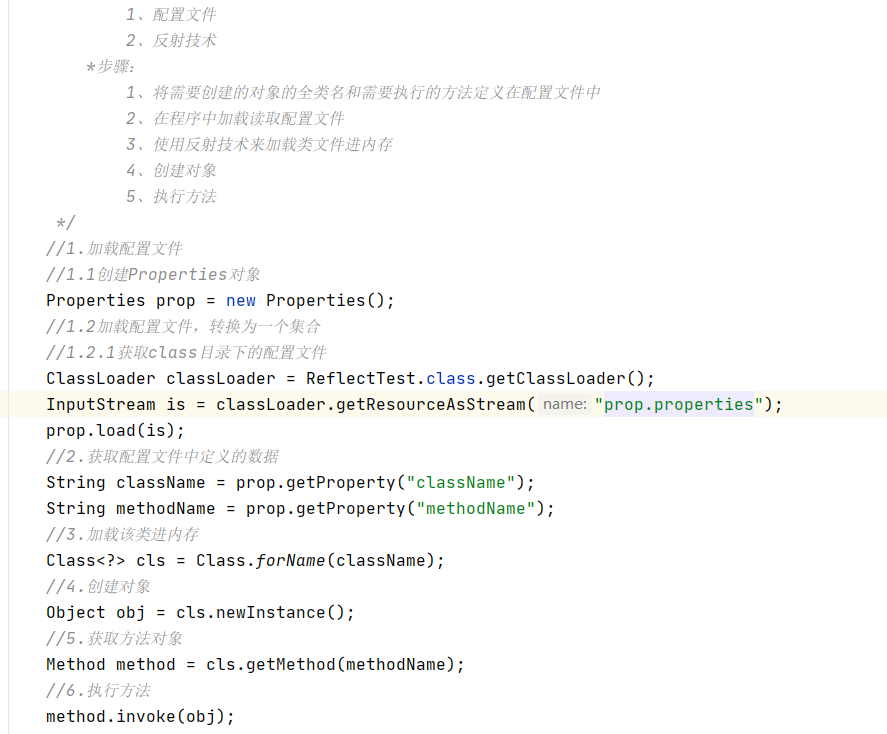 1、配置文件
2、反射技术
*步骤：
1、将需要创建的对象的全类名和需要执行的方法定义在配置文件中
2、在程序中加载读取配置文件
3、使用反射技术来加载类文件进内存
4、创建对象
5、执行方法
*/
//1.加载配置文件
//1.1创建Properties对象
Properties prop = new Properties();
//1.2加载配置文件，转换为一个集合
//1.2.1获取class目录下的配置文件
ClassLoader classLoader = ReflectTest.class.getClassLoader();
InputStream is = classLoader.getResourceAsStream( name: "prop.properties");
prop.load(is);
//2.获取配置文件中定义的数据
String className = prop.getProperty("className");
String methodName = prop.getProperty("methodName");
//3.加载该类进内存
Class<?> cls = Class.forName(className);
//4.创建对象
Object obj = cls.newInstance();
//5.获取方法对象
Method method = cls.getMethod(methodName);
//6.执行方法
method.invoke(obj);